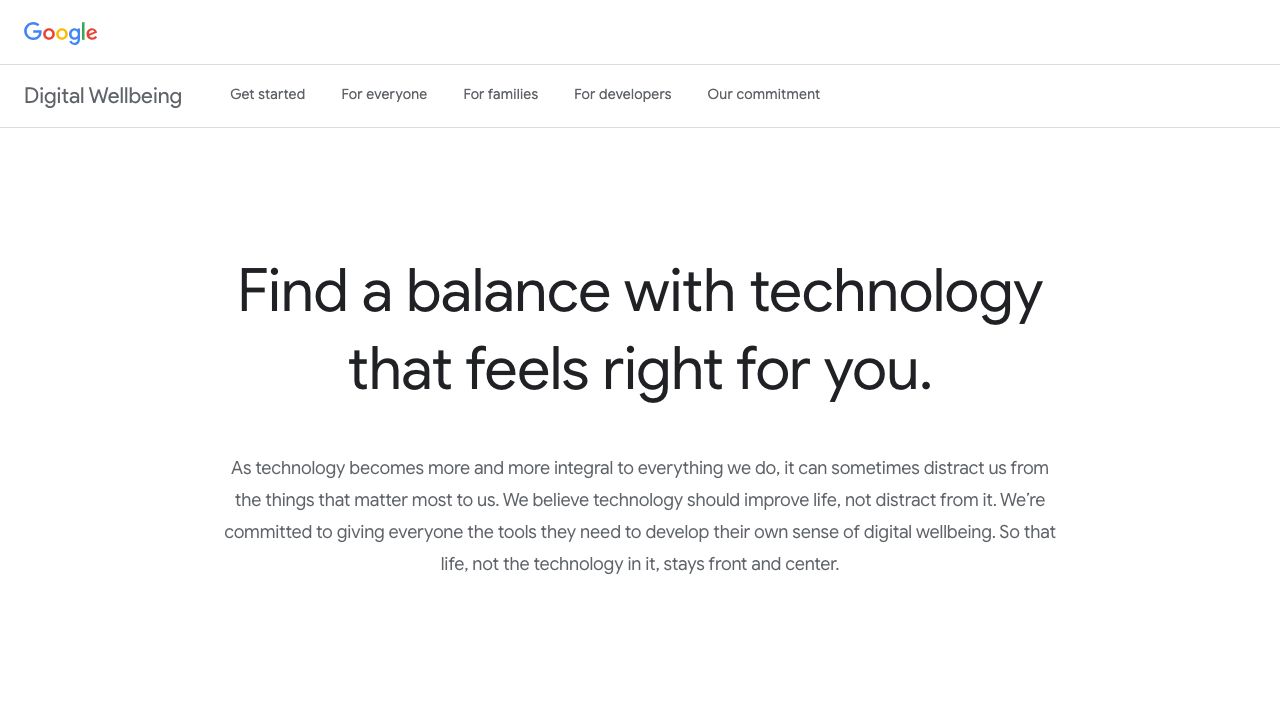 Google
Digital Wellbeing
Get started
For everyone
For families
For developers
Our commitment
Find a balance with technology
that feels right for you.
As technology becomes more and more integral to everything we do, it can sometimes distract us from
the things that matter most to us. We believe technology should improve life, not distract from it. We’re
committed to giving everyone the tools they need to develop their own sense of digital wellbeing. So that
life, not the technology in it, stays front and center.